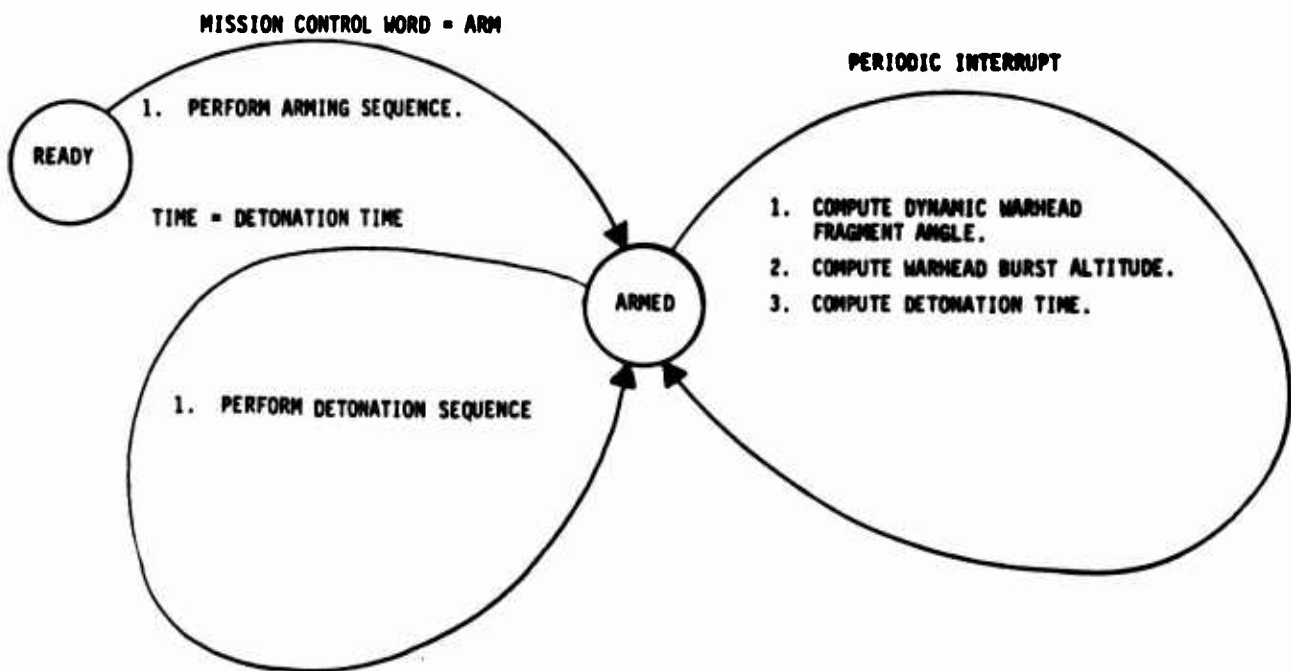 MISSION CONTROL WORD = ARM
PERIODIC INTERRUPT
1. PERFORM ARMING SEQUENCE.
READY
TIME = DETONATION TIME
1. COMPUTE DYNAMIC WARHEAD
FRAGMENT ANGLE.
2. COMPUTE WARHEAD BURST ALTITUDE.
ARMED
3. COMPUTE DETONATION TIME.
1. PERFORM DETONATION SEQUENCE